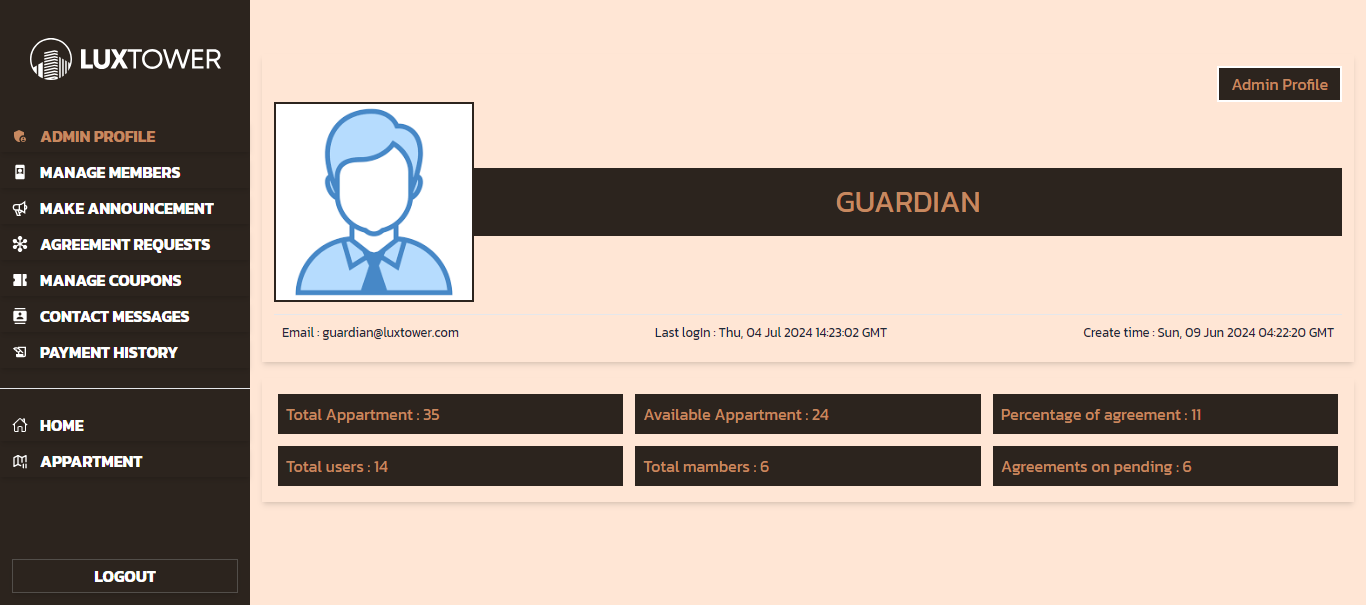 LUXTOWER
ADMIN PROFILE
MANAGE MEMBERS
MAKE ANNOUNCEMENT
AGREEMENT REQUESTS
MANAGE COUPONS
CONTACT MESSAGES
PAYMENT HISTORY
HOME
APPARTMENT
LOGOUT
Admin Profile
GUARDIAN
Email : guardian@luxtower.com
Last logIn : Thu, 04 Jul 2024 14:23:02 GMT
Create time : Sun, 09 Jun 2024 04:22:20 GMT
Total Appartment : 35
Available Appartment : 24
Percentage of agreement : 11
Total users : 14
Total mambers : 6
Agreements on pending : 6